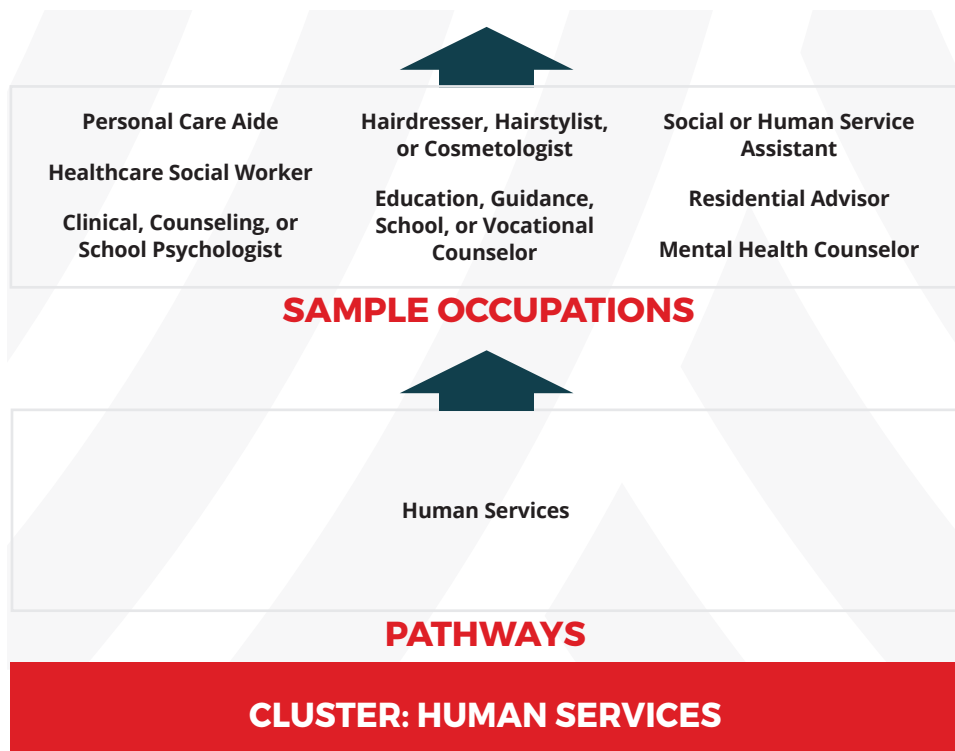 Personal Care Aide
Healthcare Social Worker
Clinical, Counseling, or
School Psychologist
Hairdresser, Hairstylist,
or Cosmetologist
Education, Guidance,
School, or Vocational
Counselor
Social or Human Service
Assistant
Residential Advisor
Mental Health Counselor
SAMPLE OCCUPATIONS
Human Services
PATHWAYS
CLUSTER: HUMAN SERVICES